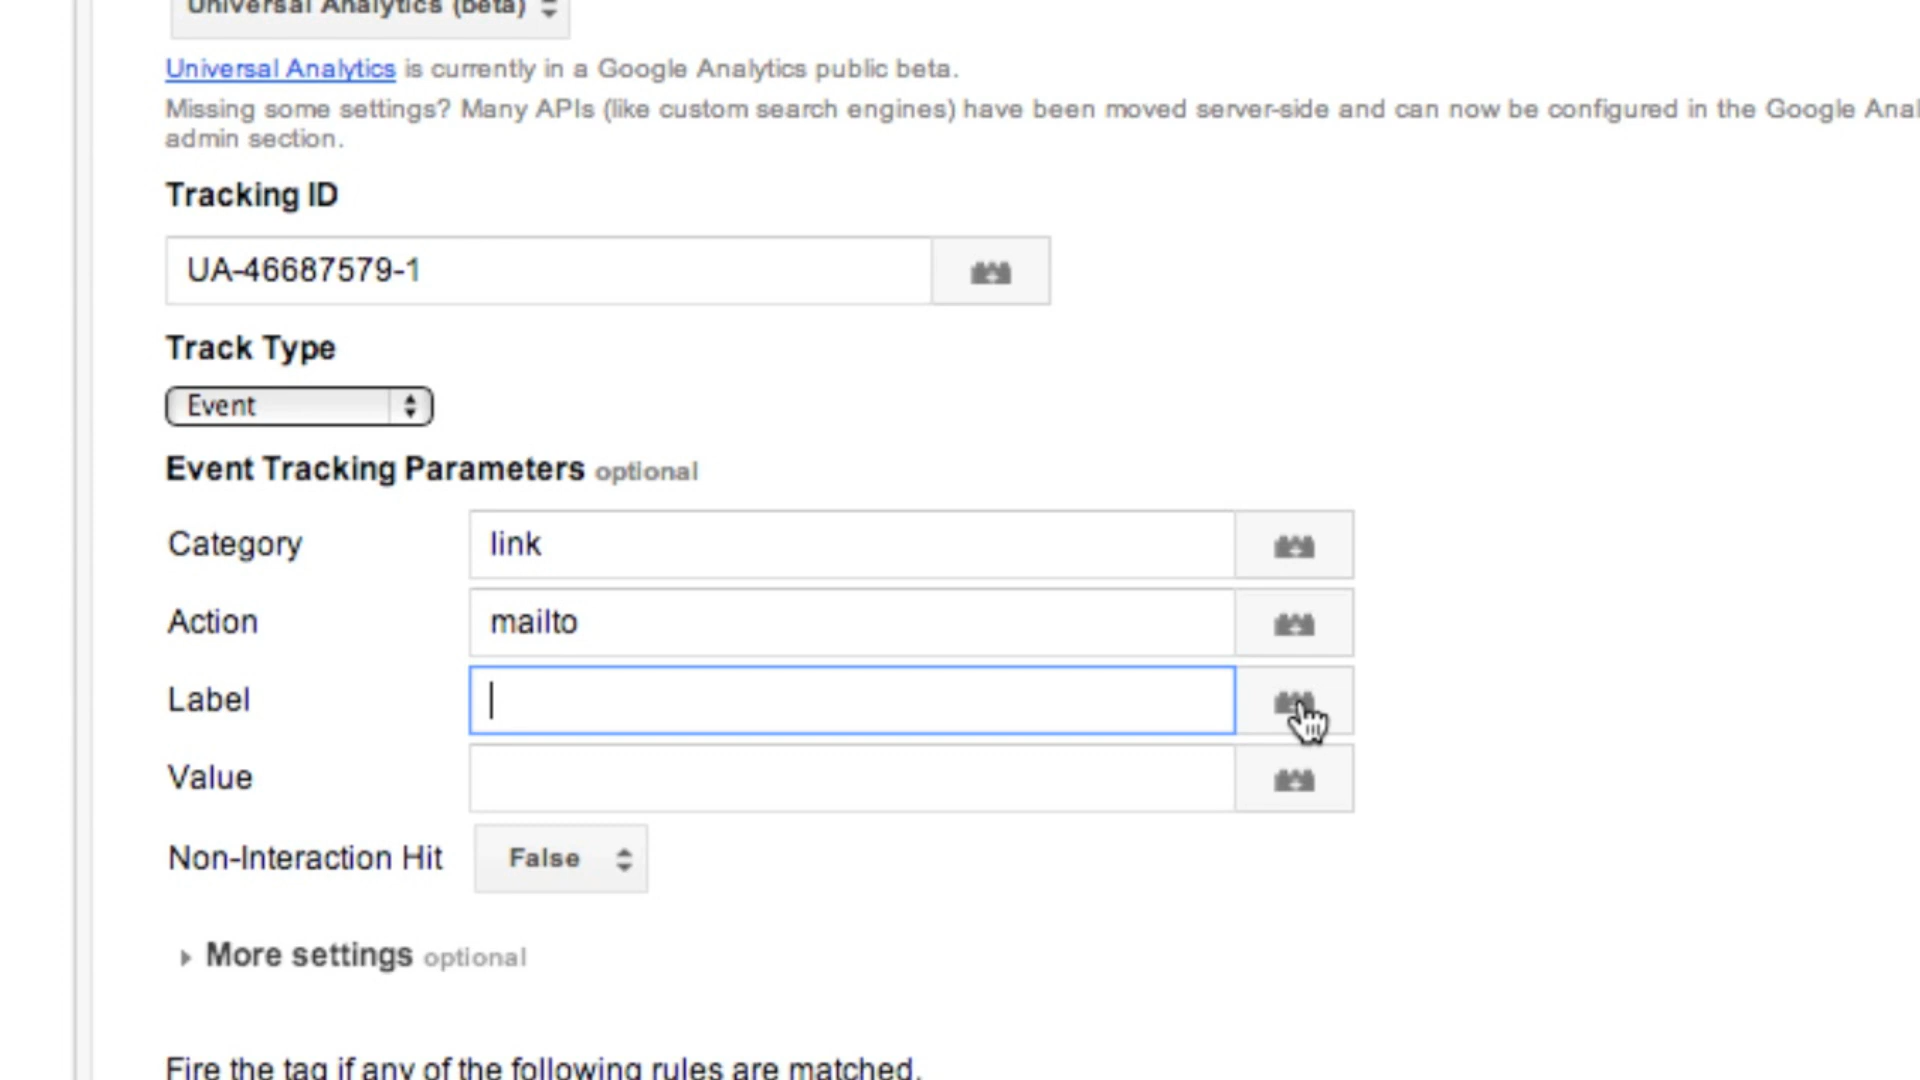 Universal Analytics (beta)
Universal Analytics is currently in a Google Analytics public beta.
Missing some settings? Many APIs (like custom search engines) have been moved server-side and can now be configured in the Google Anal
admin section.
Tracking ID
UA-46687579-1
Track Type
Event
Event Tracking Parameters optional
Category link
Action mailto
Label
Value
Non-Interaction Hit False
More settings optional
Fire the tag if any of the following rules are matched.